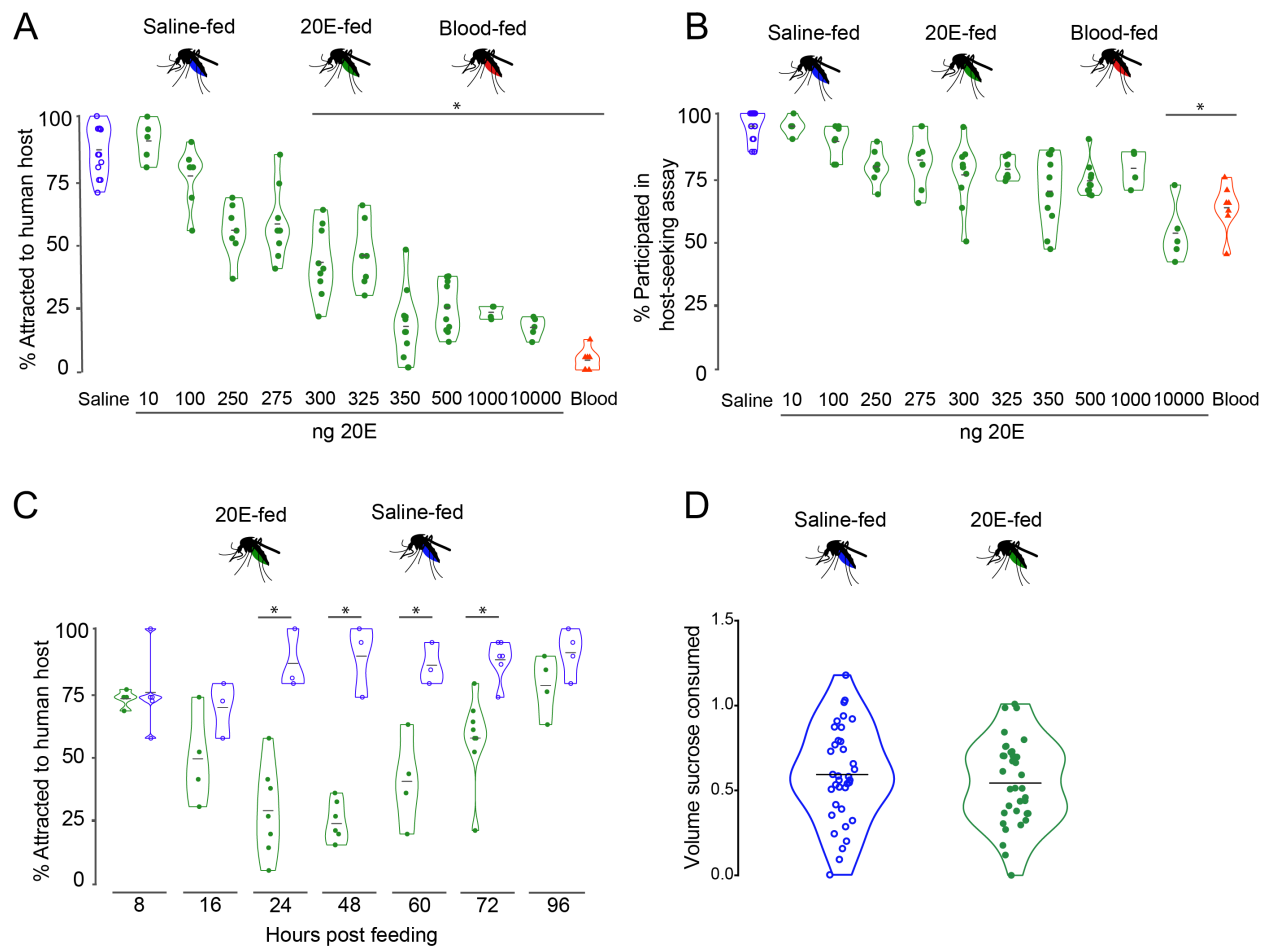 A
Saline-fed
20E-fed
Blood-fed
*
% Attracted to human host
100
75
50
25
0
Saline 10 100 250 275 300 325 350 500 1000 10000 Blood
ng 20E
B
Saline-fed
20E-fed
Blood-fed
*
% Participated in
host-seeking assay
100
75
50
25
0
Saline 10 100 250 275 300 325 350 500 1000 10000 Blood
ng 20E
C
20E-fed
Saline-fed
* * * *
% Attracted to human host
100
75
50
25
0
8 16 24 48 60 72 96
Hours post feeding
D
Saline-fed
20E-fed
Volume sucrose consumed
1.5
1.0
0.5
0.0